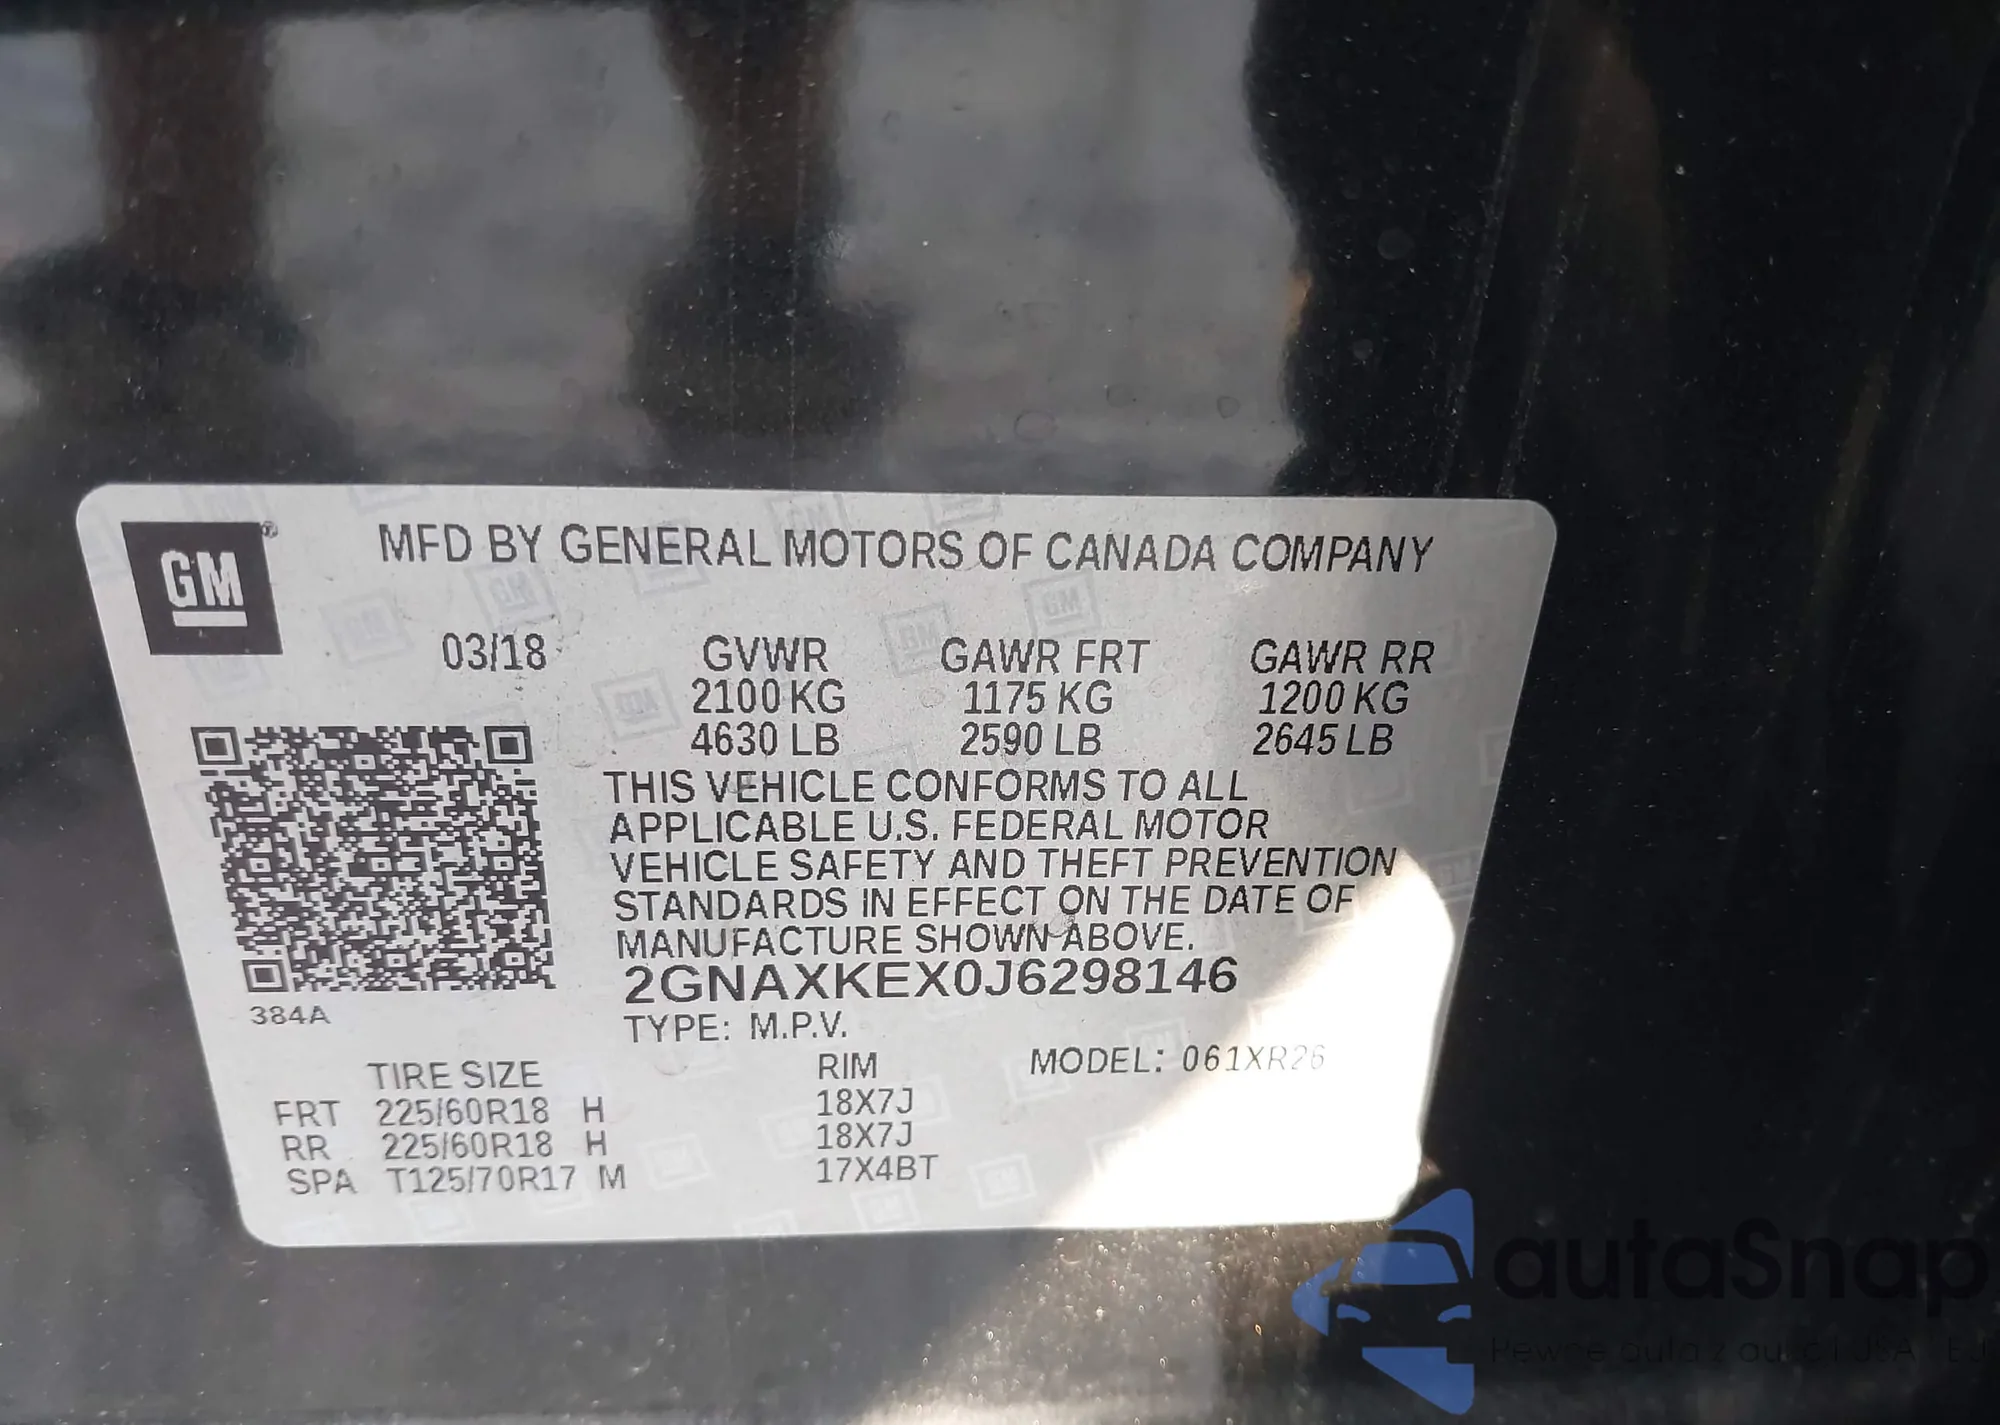 GM®
MFD BY GENERAL MOTORS OF CANADA COMPANY
03/18 GVWR GAWR FRT GAWR RR
2100 KG 1175 KG 1200 KG
4630 LB 2590 LB 2645 LB
THIS VEHICLE CONFORMS TO ALL
APPLICABLE U.S. FEDERAL MOTOR
VEHICLE SAFETY AND THEFT PREVENTION
STANDARDS IN EFFECT ON THE DATE OF
MANUFACTURE SHOWN ABOVE.
2GNAXKEX0J6298146
384A
TYPE: M.P.V.
TIRE SIZE RIM MODEL: 061XR26
FRT 225/60R18 H 18X7J
RR 225/60R18 H 18X7J
SPA T125/70R17 M 17X4BT
autaSnap
auta z